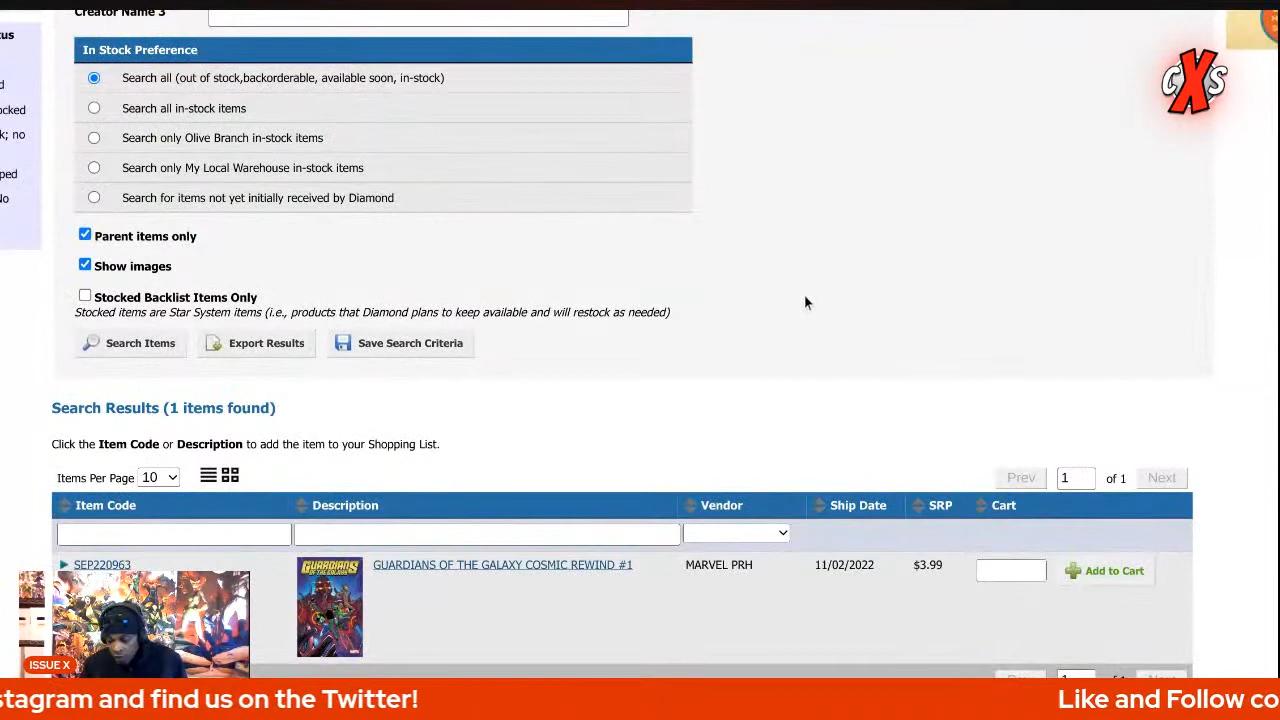 Creator Name 3
tus
In Stock Preference
Search all (out of stock,backorderable, available soon, in-stock)
d
Search all in-stock items
ocked
Search only Olive Branch in-stock items
k; no
Search only My Local Warehouse in-stock items
ped
Search for items not yet initially received by Diamond
No
CXS
Parent items only
Show images
Stocked Backlist Items Only
Stocked items are Star System items (i.e., products that Diamond plans to keep available and will restock as needed)
Search Items Export Results Save Search Criteria
Search Results (1 items found)
Click the Item Code or Description to add the item to your Shopping List.
Items Per Page 10 Prev 1 of 1 Next
Item Code Description Vendor Ship Date SRP Cart
SEP220963 GUARDIANS OF THE GALAXY COSMIC REWIND #1 MARVEL PRH 11/02/2022 $3.99 Add to Cart
GUARDIANS
ISSUE X
stagram and find us on the Twitter! Like and Follow co